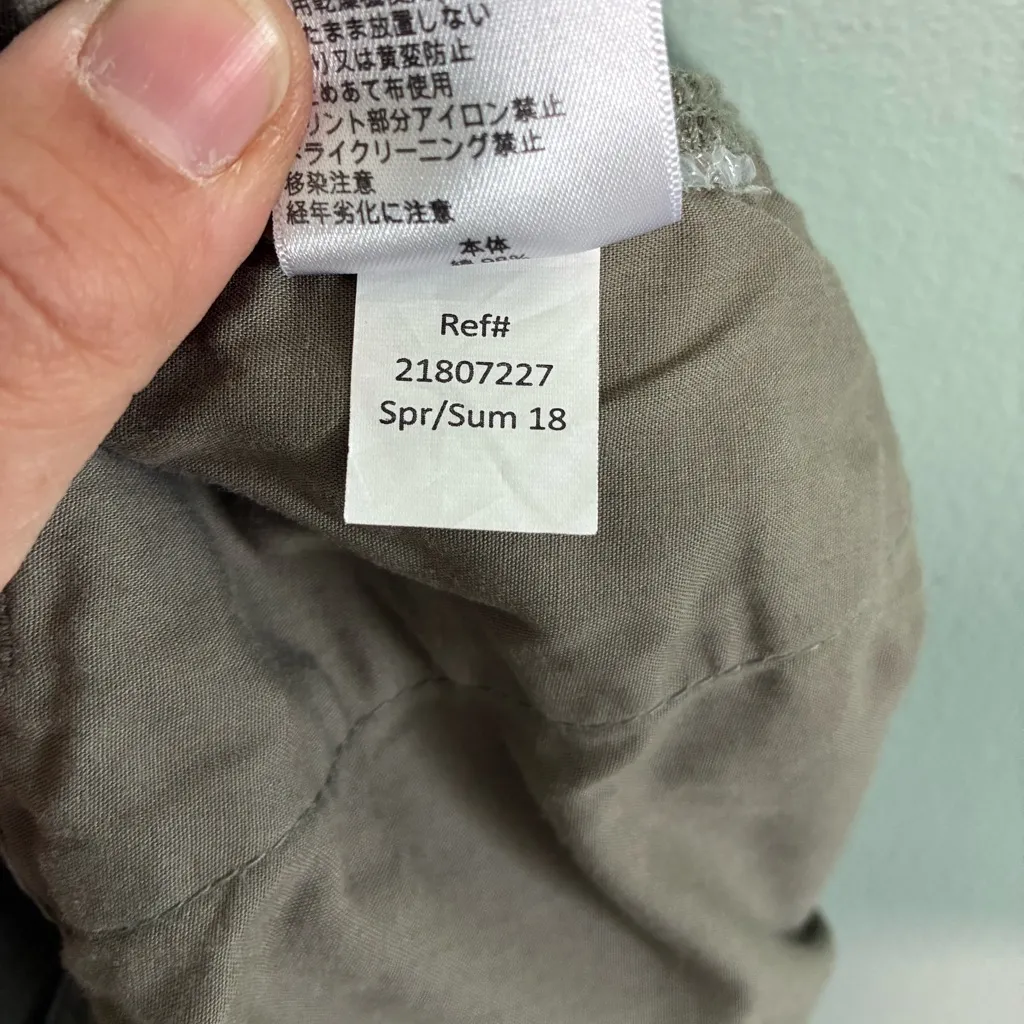 たまま放置しない
)又は黄変防止
あて布使用
リント部分アイロン禁止
ライクリーニング禁止
移染注意
経年劣化に注意
本体
Ref#
21807227
Spr/Sum 18